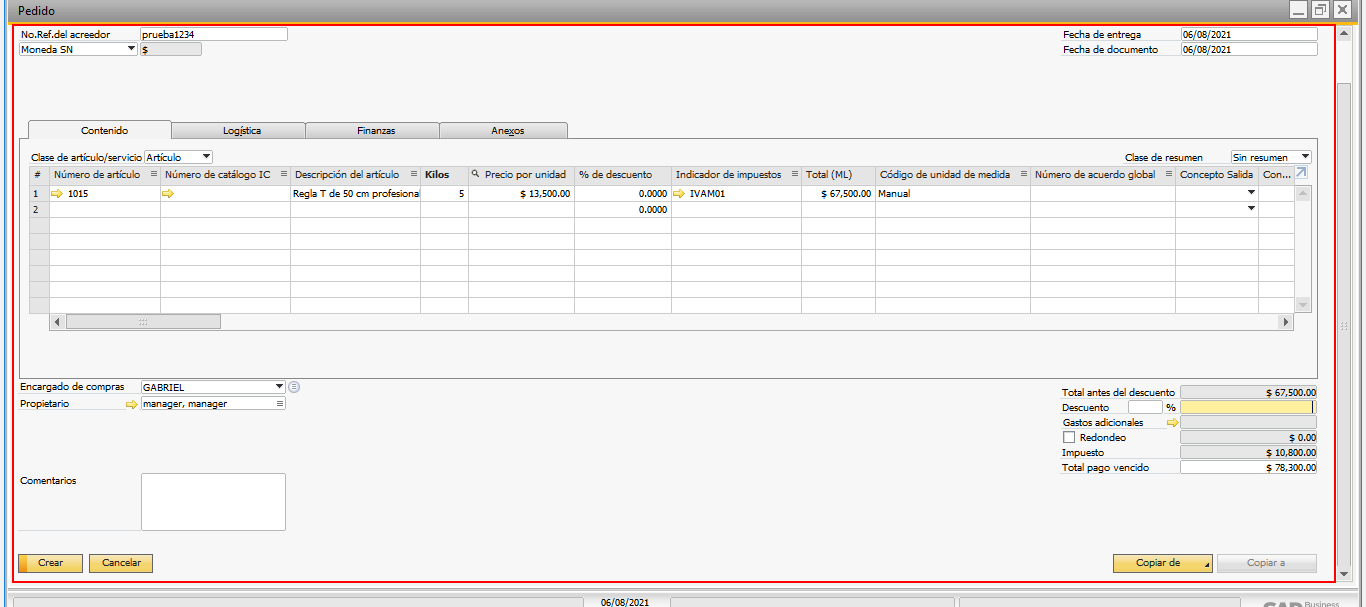 Pedido
No.Ref.del acreedor prueba1234 Fecha de entrega 06/08/2021
Moneda SN $ Fecha de documento 06/08/2021
Contenido Logística Finanzas Anexos
Clase de artículo/servicio Artículo Clase de resumen Sin resumen
# Número de artículo Número de catálogo IC Descripción del artículo Kilos Precio por unidad % de descuento Indicador de impuestos Total (ML) Código de unidad de medida Número de acuerdo global Concepto Salida Con...
1 1015 Regla T de 50 cm profesional 5 $ 13,500.00 0.0000 IVAM01 $ 67,500.00 Manual
2 0.0000
Encargado de compras GABRIEL
Propietario manager, manager
Total antes del descuento $ 67,500.00
Descuento %
Gastos adicionales
Redondeo $ 0.00
Impuesto $ 10,800.00
Total pago vencido $ 78,300.00
Comentarios
Crear Cancelar Copiar de Copiar a
06/08/2021 Business